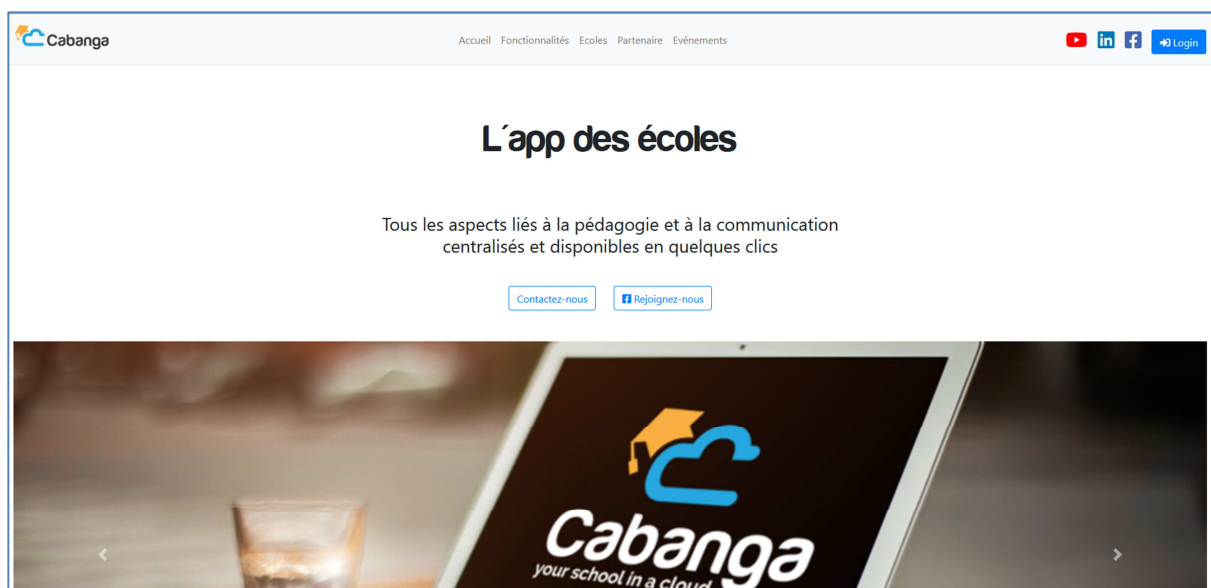 Cabanga
Accueil Fonctionnalités Ecoles Partenaire Evénements
Login
L´app des écoles
Tous les aspects liés à la pédagogie et à la communication
centralisés et disponibles en quelques clics
Contactez-nous
Rejoignez-nous
Cabanga
your school in a cloud